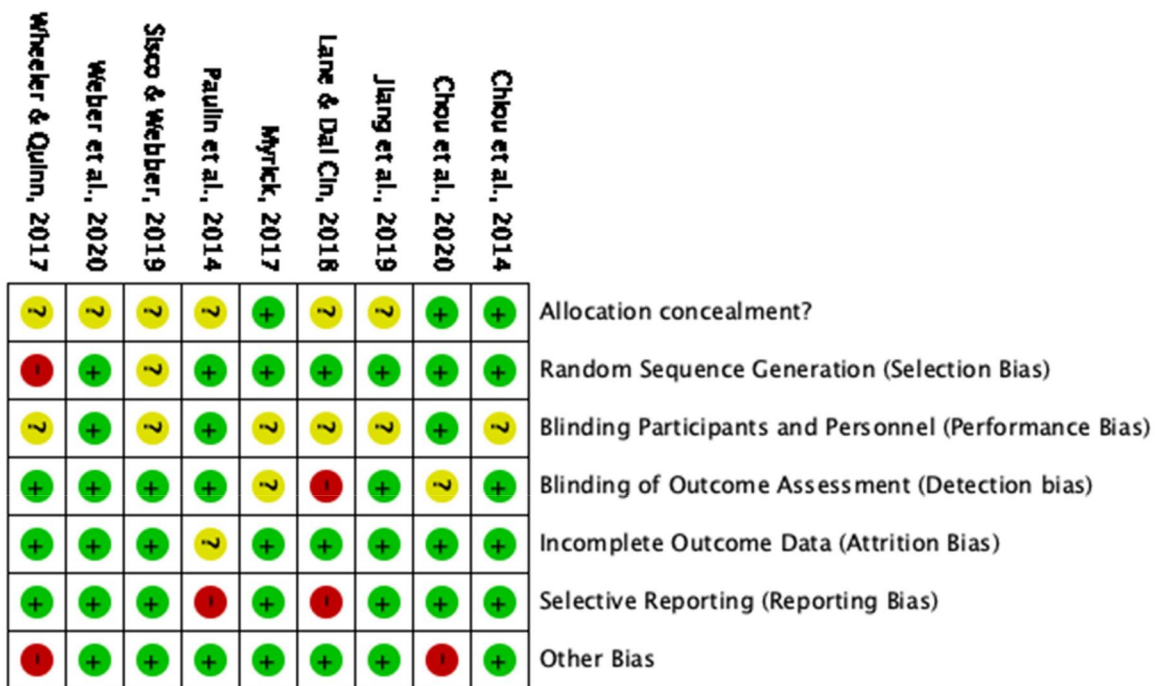 Wheeler & Quinn, 2017
Weber et al., 2020
Sisco & Webber, 2019
Paulin et al., 2014
Myrick, 2017
Lane & Dal Cin, 2018
Jiang et al., 2019
Chou et al., 2020
Chiou et al., 2014
? ? ? ? + ? ? + + Allocation concealment?
- + ? + + + + + + Random Sequence Generation (Selection Bias)
? + ? + ? ? ? + ? Blinding Participants and Personnel (Performance Bias)
+ + + + ? - + ? + Blinding of Outcome Assessment (Detection bias)
+ + + ? + + + + + Incomplete Outcome Data (Attrition Bias)
+ + + - + - + + + Selective Reporting (Reporting Bias)
- + + + + + + - + Other Bias